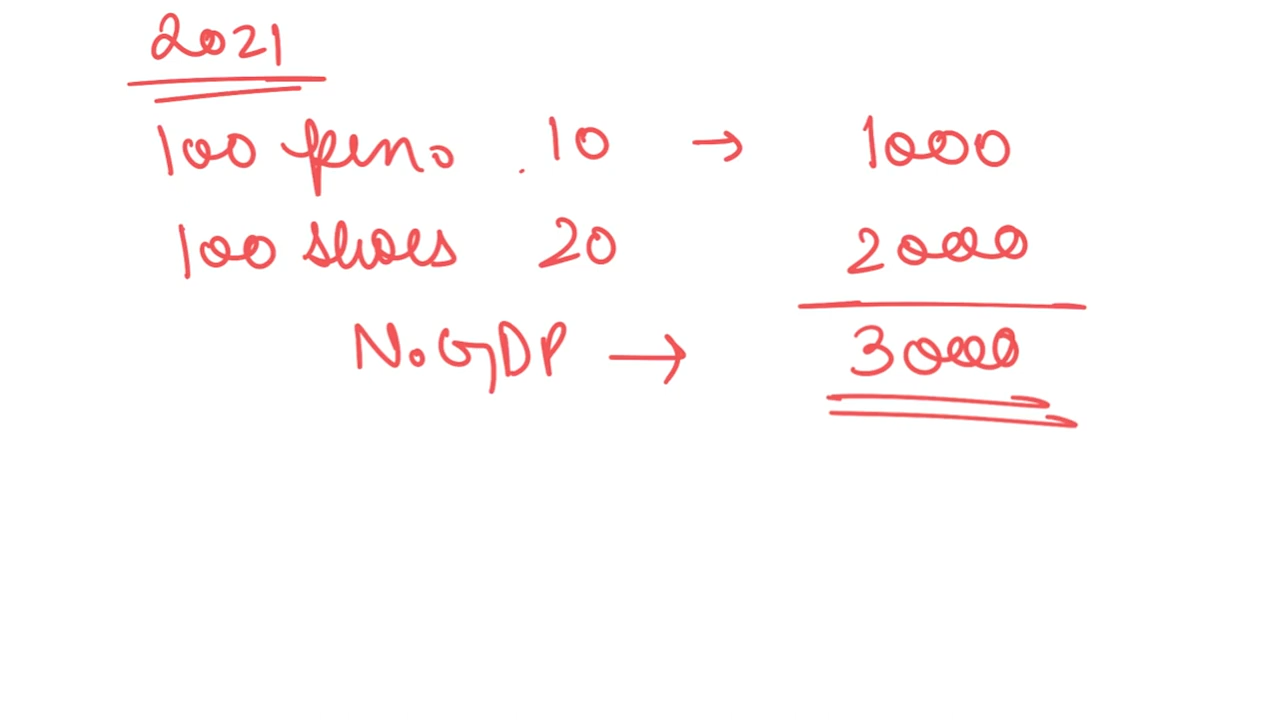 2021
100 pens 10 → 1000
100 shoes 20 2000
N.GDP → 3000